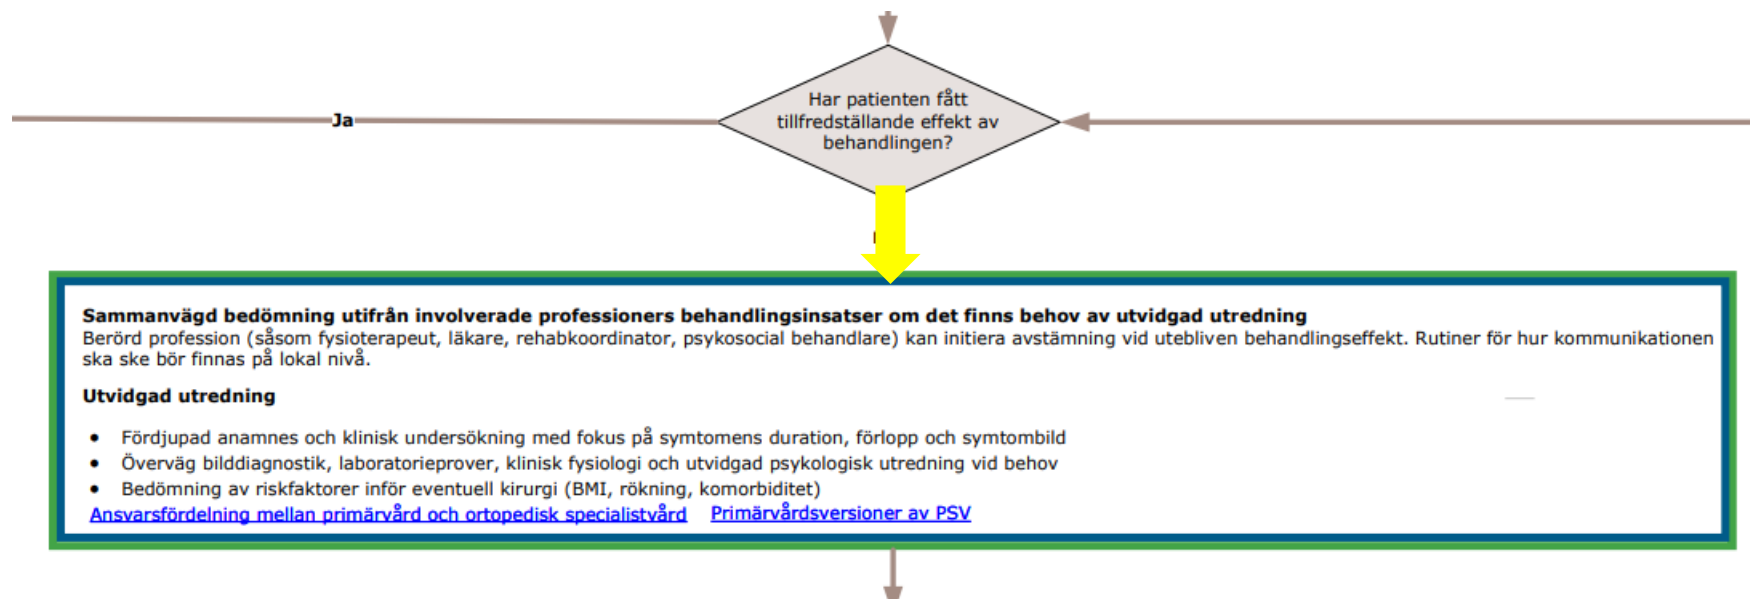 Har patienten fått
tillfredställande effekt av
behandlingen?
Ja
Sammanvägd bedömning utifrån involverade professioners behandlingsinsatser om det finns behov av utvidgad utredning
Berörd profession (såsom fysioterapeut, läkare, rehabkoordinator, psykosocial behandlare) kan initiera avstämning vid utebliven behandlingseffekt. Rutiner för hur kommunikationen
ska ske bör finnas på lokal nivå.
Utvidgad utredning
• Fördjupad anamnes och klinisk undersökning med fokus på symtomens duration, förlopp och symtombild
• Överväg bilddiagnostik, laboratorieprover, klinisk fysiologi och utvidgad psykologisk utredning vid behov
• Bedömning av riskfaktorer inför eventuell kirurgi (BMI, rökning, komorbiditet)
Ansvarsfördelning mellan primärvård och ortopedisk specialistvård Primärvårdsversioner av PSV